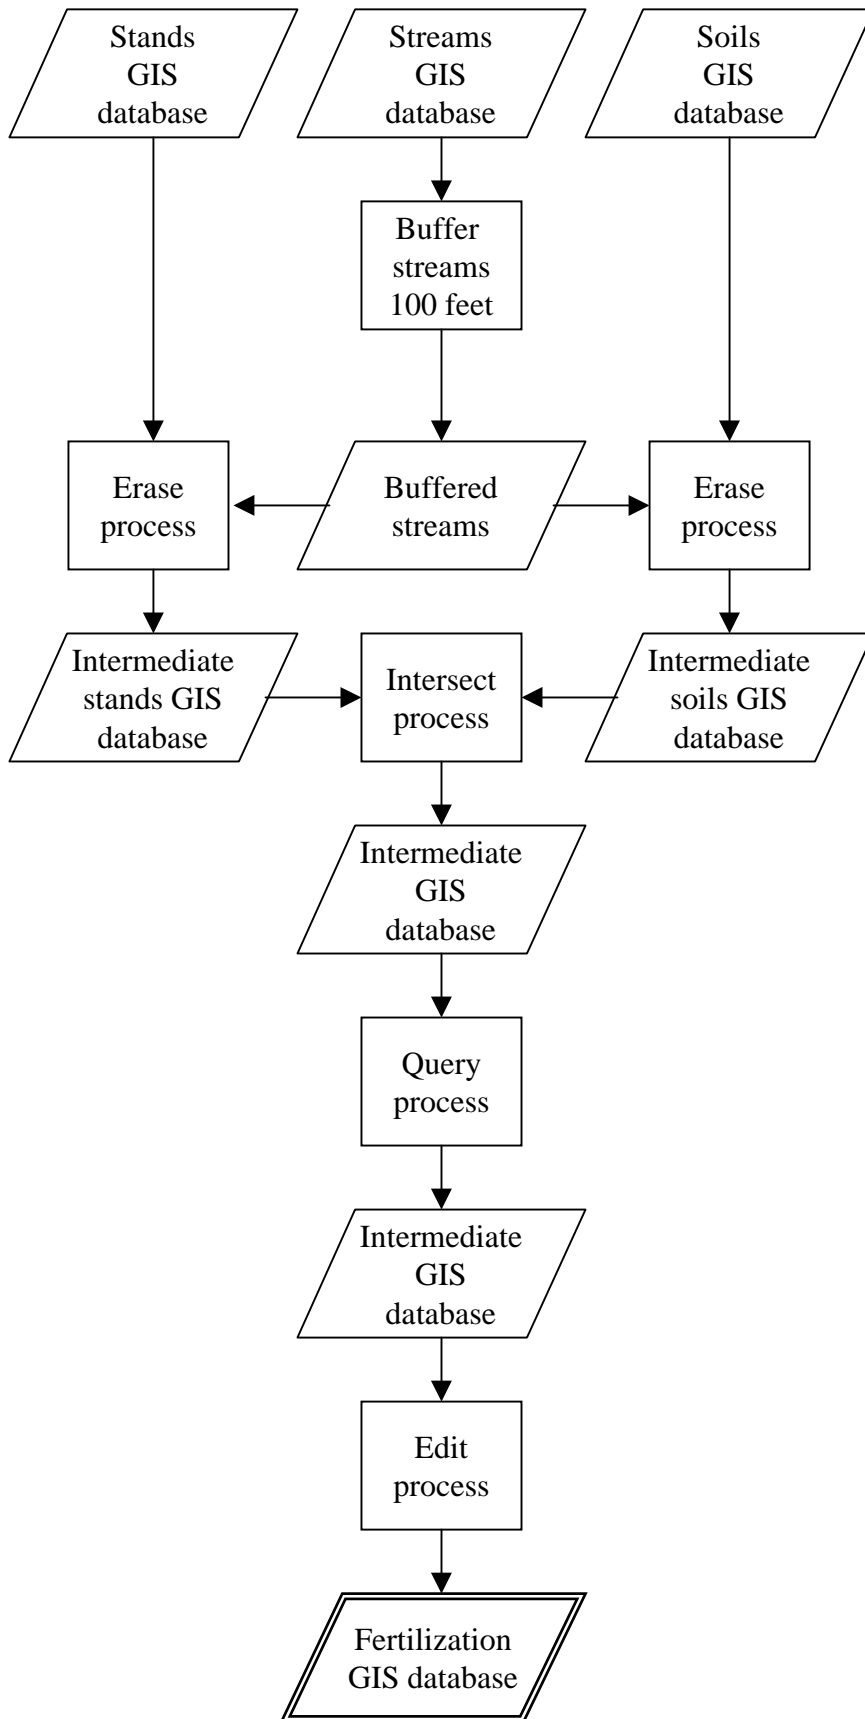 Stands
GIS
database
Streams
GIS
database
Soils
GIS
database
Buffer
streams
100 feet
Erase
process
Buffered
streams
Erase
process
Intermediate
stands GIS
database
Intersect
process
Intermediate
soils GIS
database
Intermediate
GIS
database
Query
process
Intermediate
GIS
database
Edit
process
Fertilization
GIS database